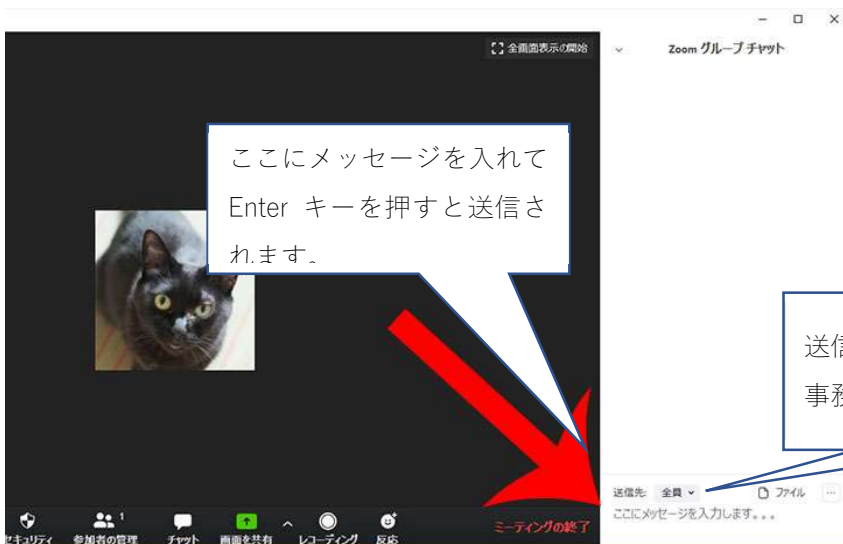 全画面表示の開始
Zoom グループ チャット
ここにメッセージを入れて
Enter キーを押すと送信さ
れます。
送信
事務
送信先: 全員
ファイル
ここにメッセージを入力します。。。
セキュリティ
1
参加者の管理
チャット
画面を共有
レコーディング
反応
ミーティングの終了